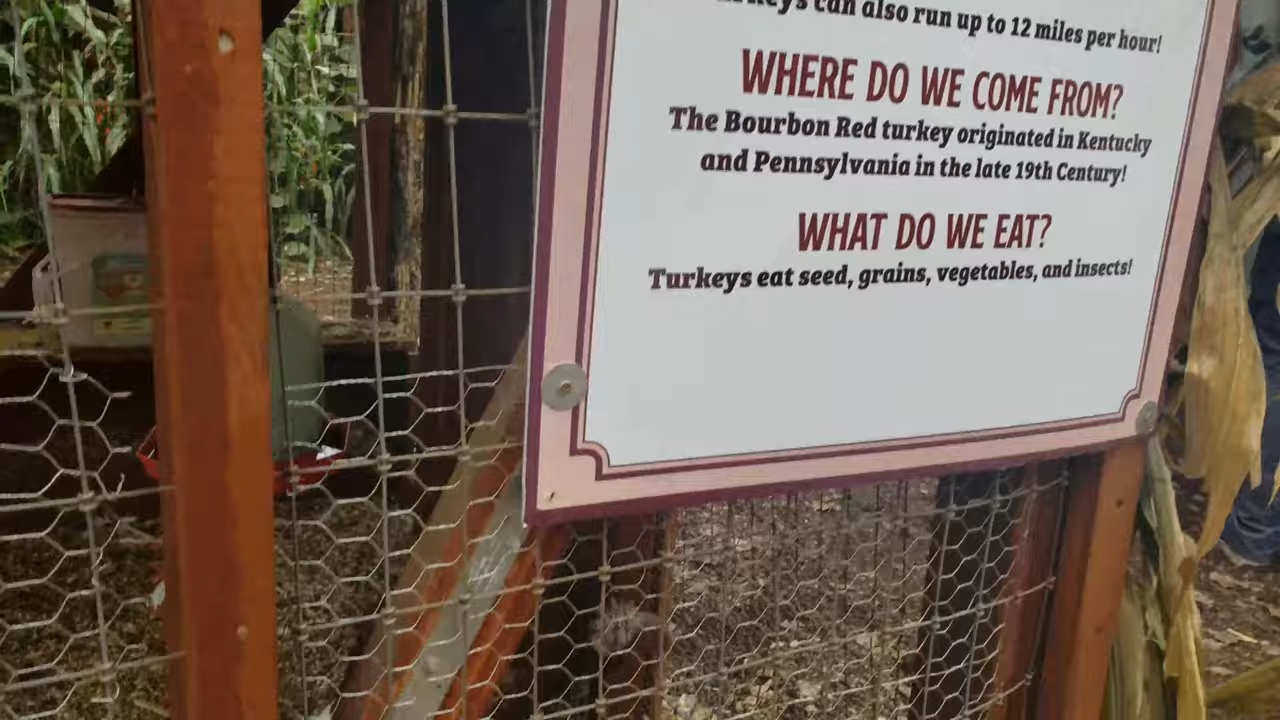 can also run up to 12 miles per hour!
WHERE DO WE COME FROM?
The Bourbon Red turkey originated in Kentucky
and Pennsylvania in the late 19th Century!
WHAT DO WE EAT?
Turkeys eat seed, grains, vegetables, and insects!